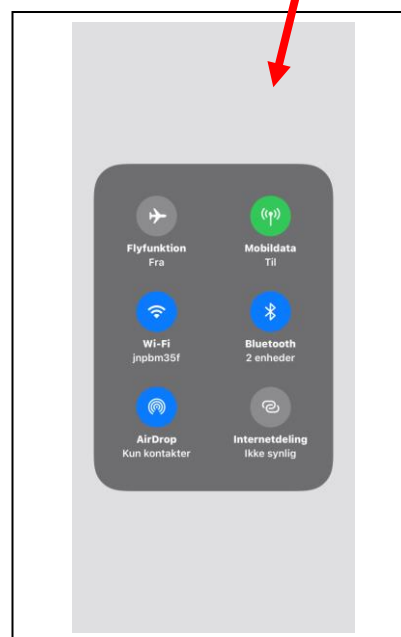 Flyfunktion
Fra
Mobildata
Til
Wi-Fi
jnpbm35f
Bluetooth
2 enheder
AirDrop
Kun kontakter
Internetdeling
Ikke synlig